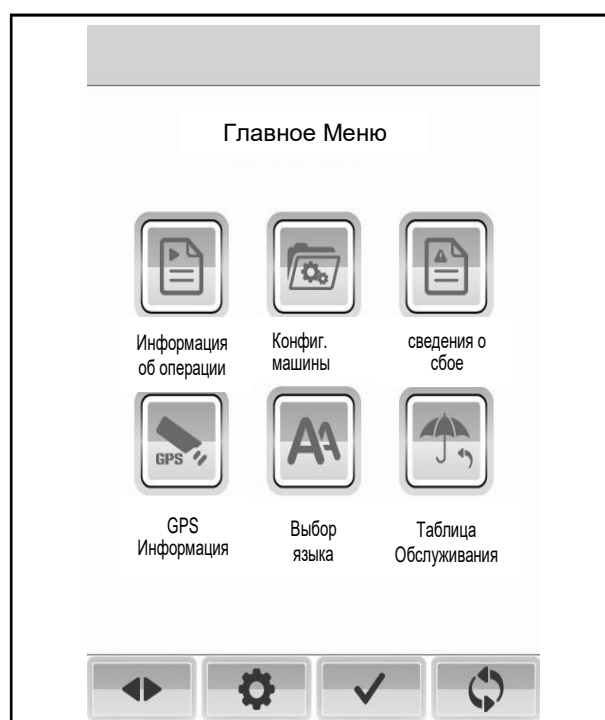 Главное Меню
Информация
об операции
Конфиг.
машины
сведения о
сбое
GPS
GPS
Информация
Выбор
языка
Таблица
Обслуживания